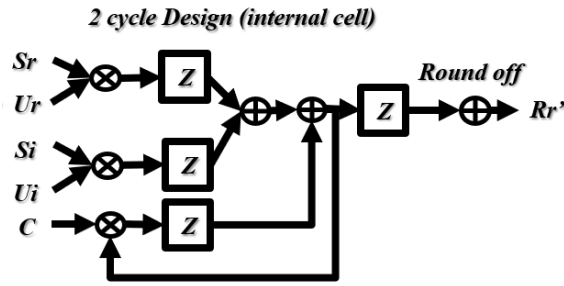 2 cycle Design (internal cell)
Sr
Z
Ur
Round off
Z
Rr'
Si
Z
Ui
C
Z